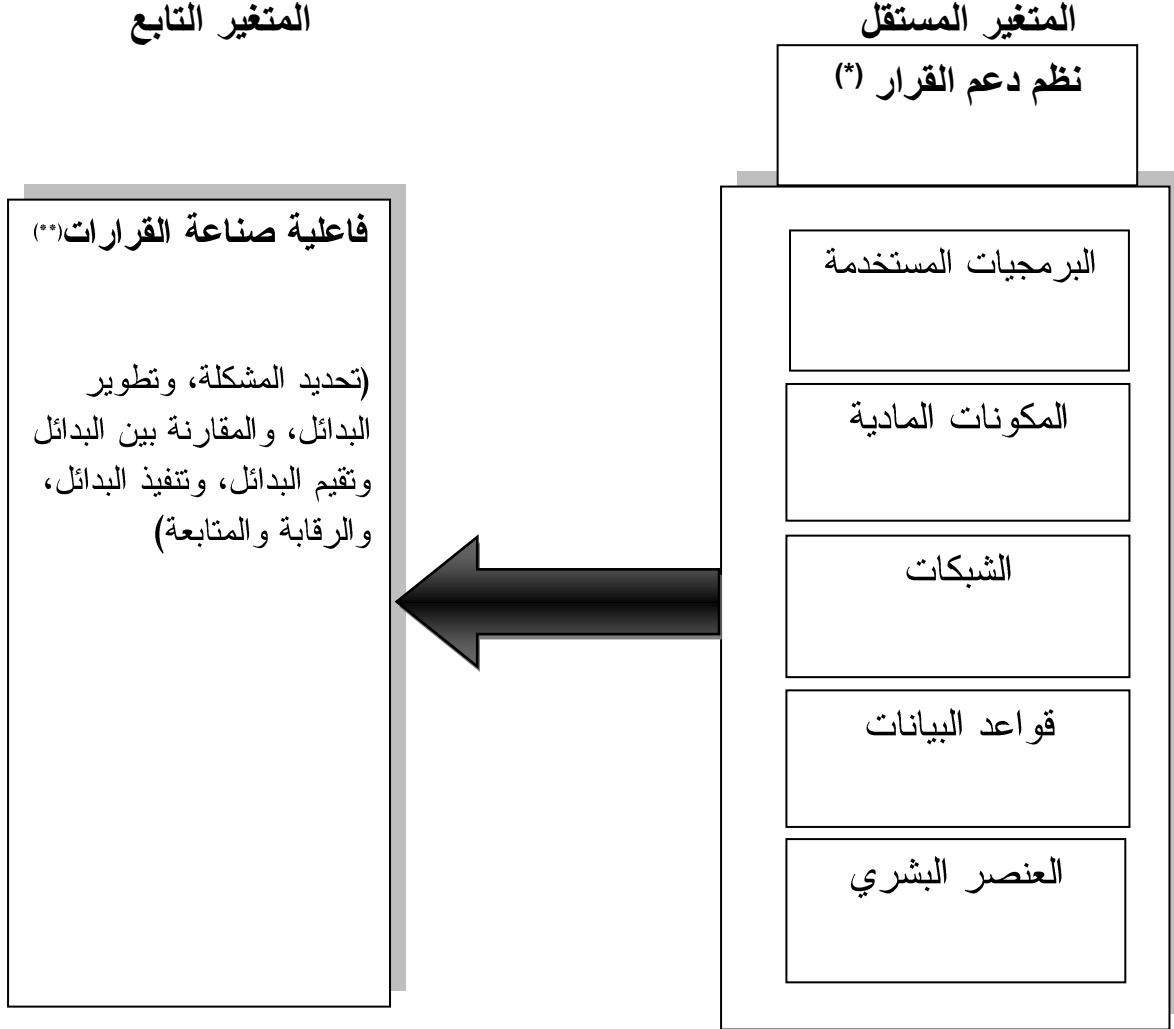 المتغير المستقل
المتغير التابع
نظم دعم القرار (*)
البرمجيات المستخدمة
المكونات المادية
الشبكات
قواعد البيانات
العنصر البشري
فاعلية صناعة القرارات(**)
(تحديد المشكلة، وتطوير
البدائل، والمقارنة بين البدائل
وتقيم البدائل، وتنفيذ البدائل،
والرقابة والمتابعة)